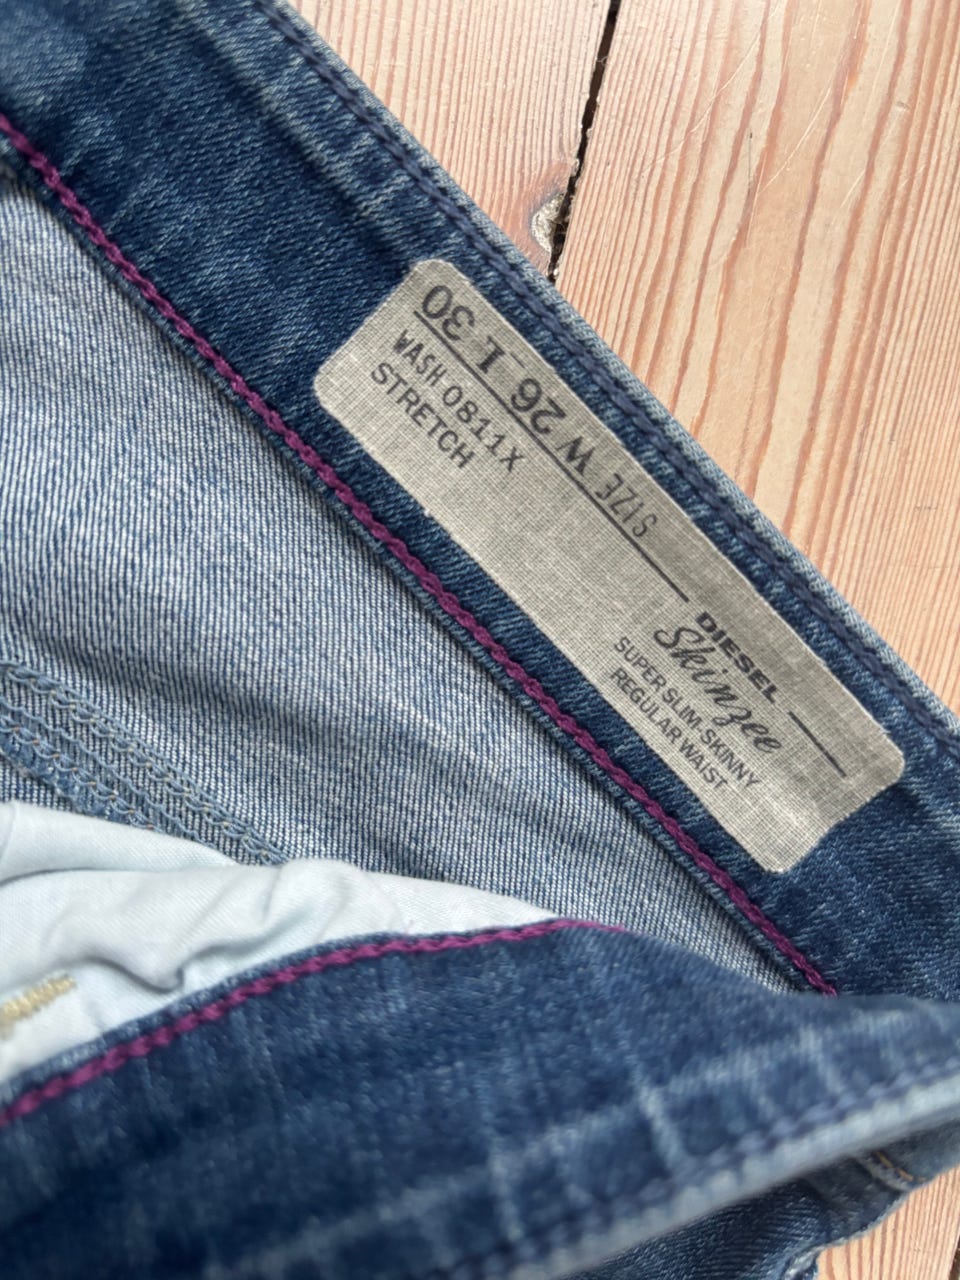 DIESEL
Skinzee
SUPER SLIM-SKINNY
REGULAR WAIST
SIZE W 26 L 30
WASH 0811X
STRETCH